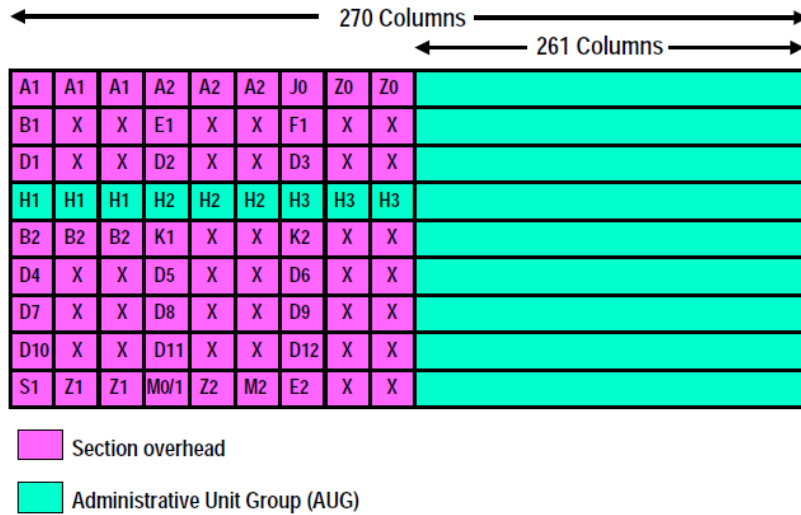 270 Columns
261 Columns
A1 A1 A1 A2 A2 A2 J0 Z0 Z0
B1 X X E1 X X F1 X X
D1 X X D2 X X D3 X X
H1 H1 H1 H2 H2 H2 H3 H3 H3
B2 B2 B2 K1 X X K2 X X
D4 X X D5 X X D6 X X
D7 X X D8 X X D9 X X
D10 X X D11 X X D12 X X
S1 Z1 Z1 M0/1 Z2 M2 E2 X X
Section overhead
Administrative Unit Group (AUG)